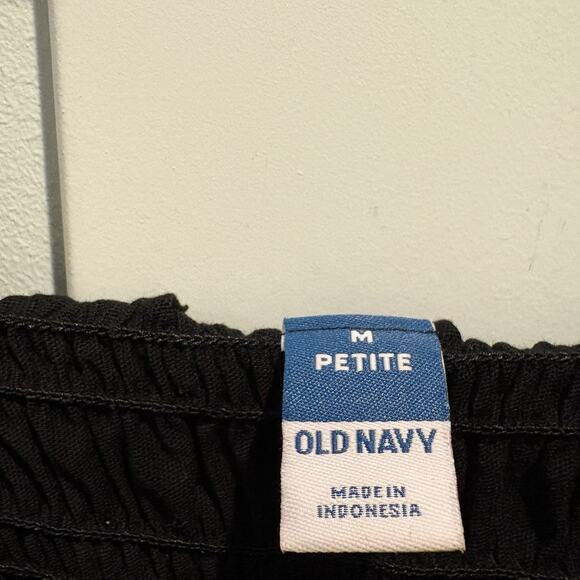 M
PETITE
OLD NAVY
MADE IN
INDONESIA